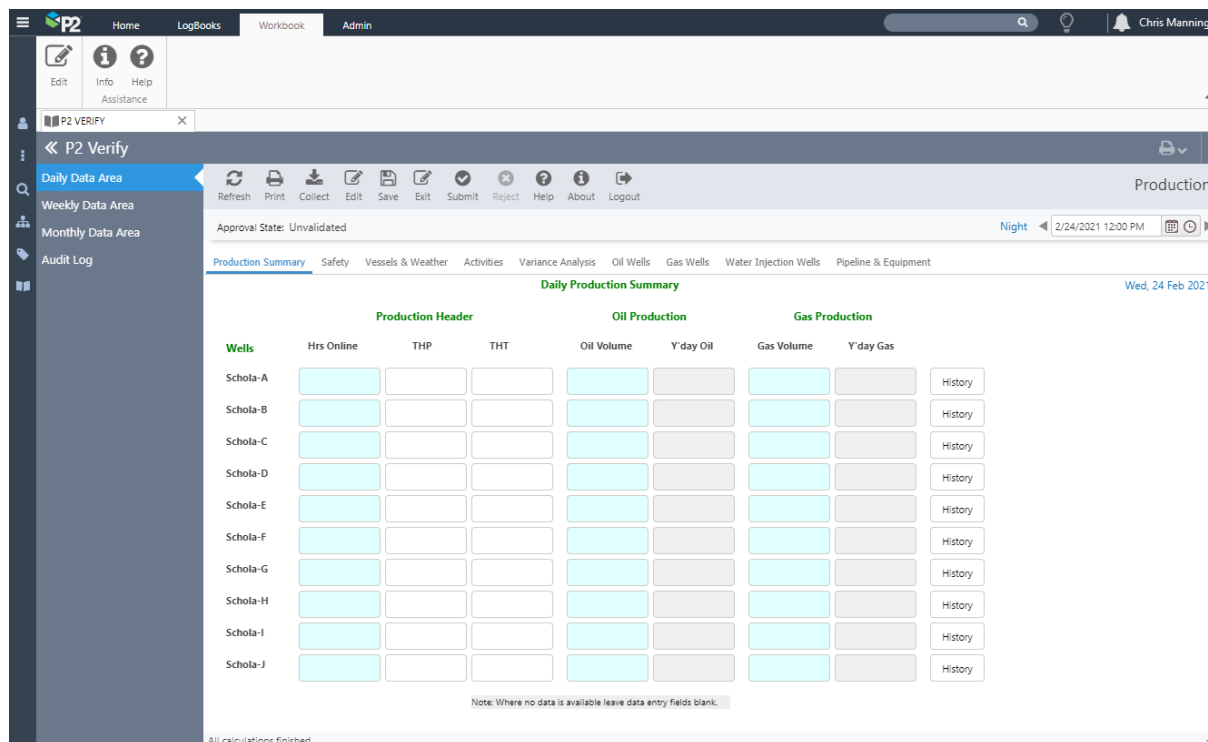 P2 Home LogBooks Workbook Admin Chris Manning
Edit Info Help
Assistance
P2 VERIFY
P2 Verify
Daily Data Area
Weekly Data Area
Monthly Data Area
Audit Log
Refresh Print Collect Edit Save Exit Submit Reject Help About Logout
Production
Approval State: Unvalidated
Night 2/24/2021 12:00 PM
Production Summary Safety Vessels & Weather Activities Variance Analysis Oil Wells Gas Wells Water Injection Wells Pipeline & Equipment
Daily Production Summary
Wed, 24 Feb 2021
Production Header Oil Production Gas Production
Wells Hrs Online THP THT Oil Volume Y'day Oil Gas Volume Y'day Gas
Schola-A History
Schola-B History
Schola-C History
Schola-D History
Schola-E History
Schola-F History
Schola-G History
Schola-H History
Schola-I History
Schola-J History
Note: Where no data is available leave data entry fields blank.
All calculations finished